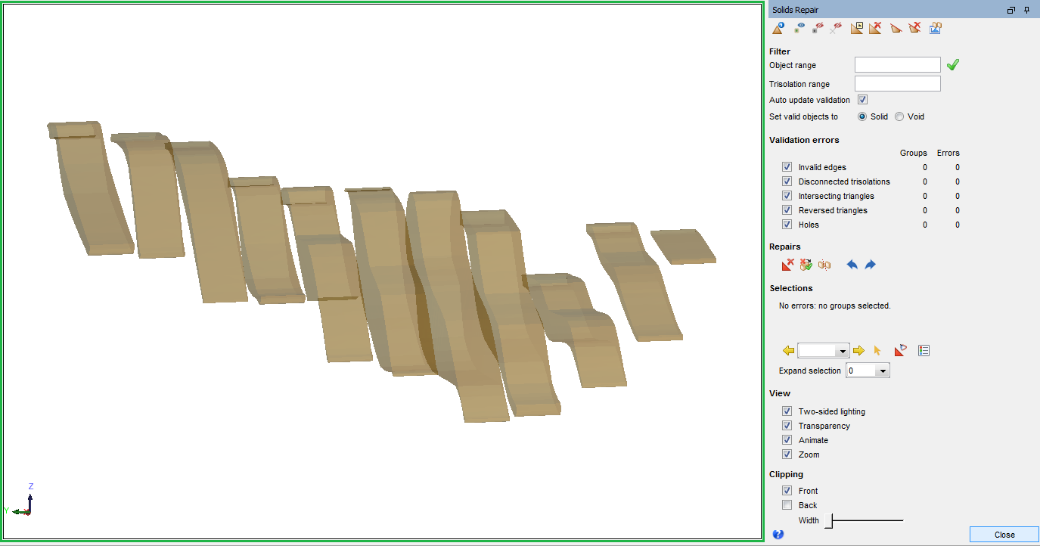 Solids Repair
Filter
Object range
Trisolation range
Auto update validation
Set valid objects to Solid Void
Validation errors
Groups Errors
Invalid edges 0 0
Disconnected trisolations 0 0
Intersecting triangles 0 0
Reversed triangles 0 0
Holes 0 0
Repairs
Selections
No errors: no groups selected.
Expand selection 0
View
Two-sided lighting
Transparency
Animate
Zoom
Clipping
Front
Back
Width
Close
Z
Y